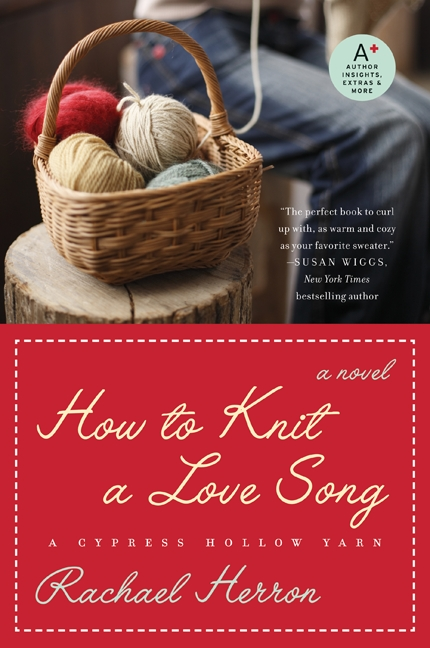 A+
AUTHOR
INSIGHTS,
EXTRAS &
MORE
“The perfect book to curl
up with, as warm and cozy
as your favorite sweater.”
—SUSAN WIGGS,
New York Times
bestselling author
a novel
How to Knit
a Love Song
A CYPRESS HOLLOW YARN
Rachael Herron